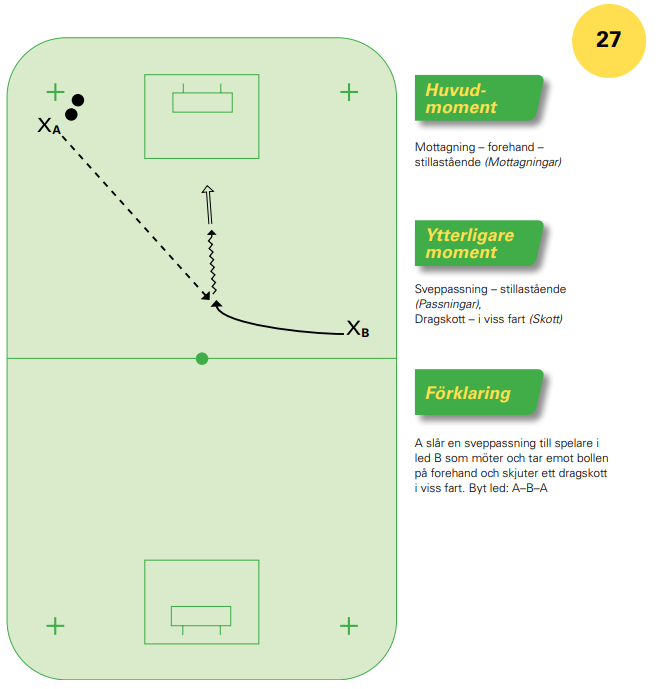 27
Huvud-
moment
Mottagning – forehand –
stillastående (Mottagningar)
Ytterligare
moment
Sveppassning – stillastående
(Passningar),
Dragskott – i viss fart (Skott)
Förklaring
A slår en sveppassning till spelare i
led B som möter och tar emot bollen
på forehand och skjuter ett dragskott
i viss fart. Byt led: A–B–A
XA
XB